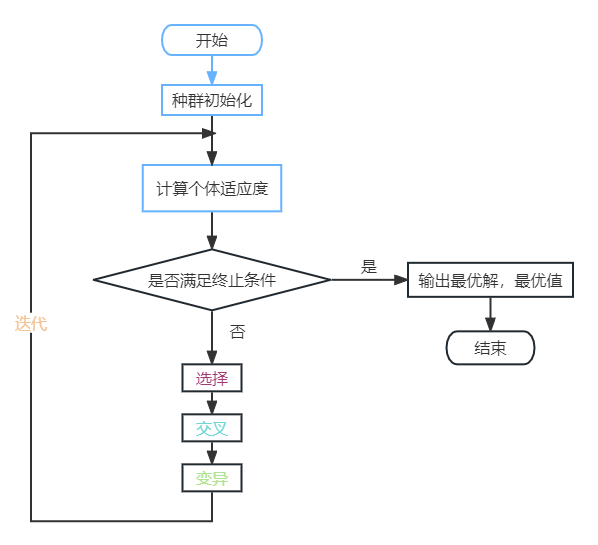 开始
种群初始化
计算个体适应度
是否满足终止条件
是
输出最优解，最优值
结束
否
迭代
选择
交叉
变异